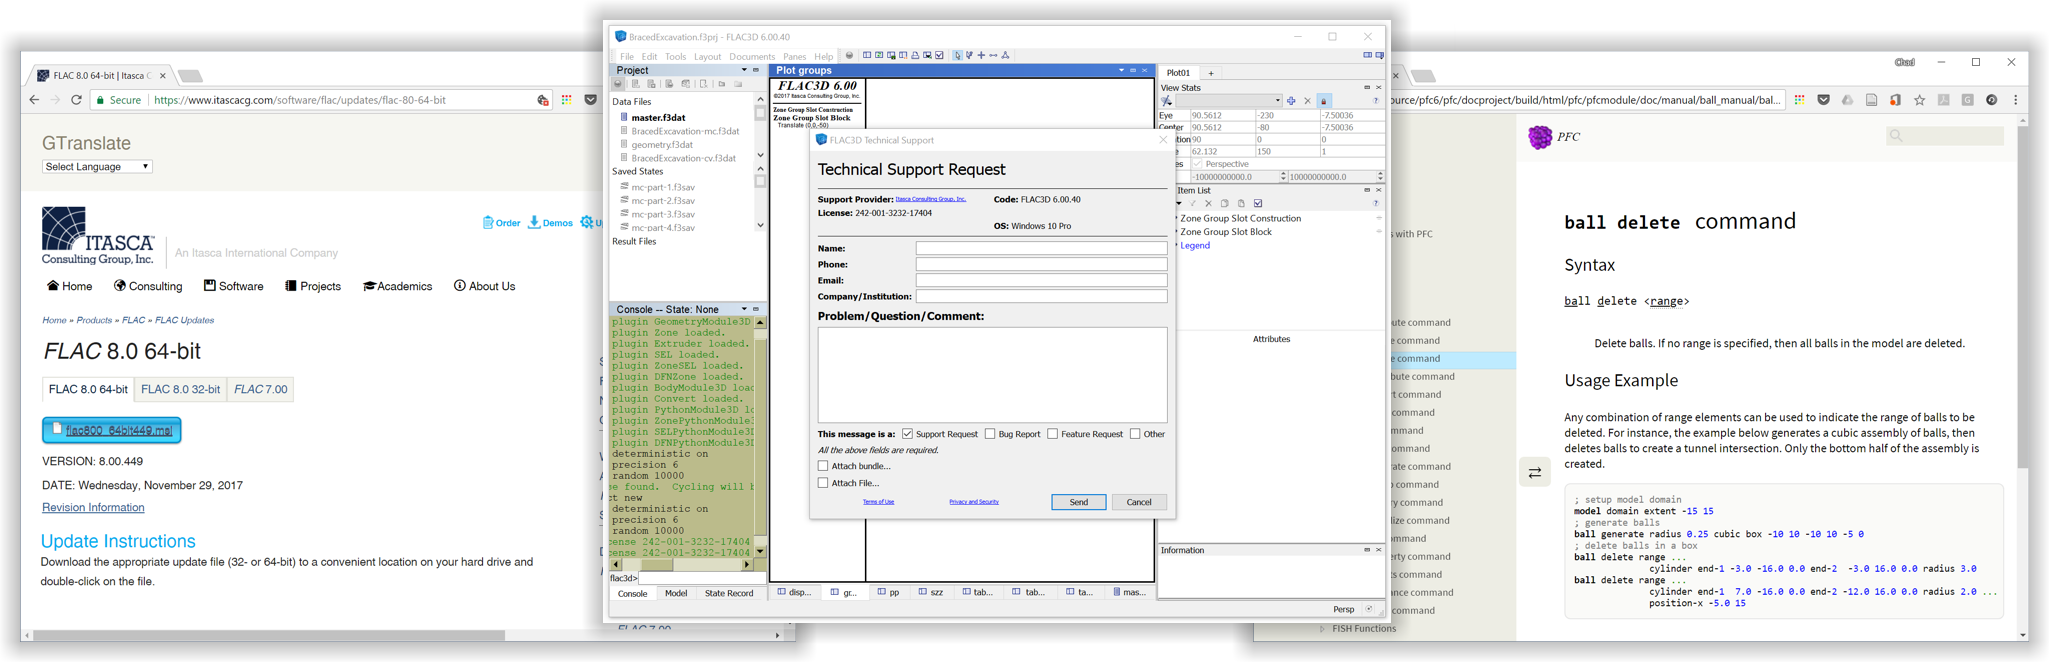 FLAC 8.0 64-bit | Itasca C
Secure
https://www.itascacg.com/software/flac/updates/flac-80-64-bit
GTranslate
Select Language
Order Demos Up
ITASCA
Consulting Group, Inc.
An Itasca International Company
Home Consulting Software Projects Academics About Us
Home » Products » FLAC » FLAC Updates
FLAC 8.0 64-bit
FLAC 8.0 64-bit FLAC 8.0 32-bit FLAC 7.00
flac800_64bit449.msi
VERSION: 8.00.449
DATE: Wednesday, November 29, 2017
Revision Information
Update Instructions
Download the appropriate update file (32- or 64-bit) to a convenient location on your hard drive and
double-click on the file.
FLAC 7.00
BracedExcavation.f3prj - FLAC3D 6.00.40
File Edit Tools Layout Documents Panes Help
Project
Data Files
master.f3dat
BracedExcavation-mc.f3dat
geometry.f3dat
BracedExcavation-cv.f3dat
Saved States
mc-part-1.f3sav
mc-part-2.f3sav
mc-part-3.f3sav
mc-part-4.f3sav
Result Files
Console -- State: None
plugin GeometryModule3D
plugin Zone loaded.
plugin Extruder loaded.
plugin SEL loaded.
plugin ZoneSEL loaded.
plugin DFNZone loaded.
plugin BodyModule3D loac
plugin Convert loaded.
plugin PythonModule3D lo
plugin ZonePythonModule3
plugin SELPythonModule3D
plugin DFNPythonModule3D
deterministic on
precision 6
random 10000
ge found. Cycling will b
ct new
deterministic on
precision 6
random 10000
cense 242-001-3232-17404
cense 242-001-3232-17404
flac3d>
Console Model State Record
Plot groups
FLAC3D 6.00
©2017 Itasca Consulting Group, Inc.
Zone Group Slot Construction
Zone Group Slot Block
Translate (0,0,-50)
disp... gr... pp szz tab... tab... ta... mas...
Plot01 +
View Stats
Eye 90.5612 -230 -7.50036
Center 90.5612 -80 -7.50036
tion 90 0 0
e 62.132 150 1
es Perspective
-10000000000.0 10000000000.0
Item List
Zone Group Slot Construction
Zone Group Slot Block
Legend
Attributes
Information
Persp
FLAC3D Technical Support
Technical Support Request
Support Provider: Itasca Consulting Group, Inc. Code: FLAC3D 6.00.40
License: 242-001-3232-17404
OS: Windows 10 Pro
Name:
Phone:
Email:
Company/Institution:
Problem/Question/Comment:
This message is a: Support Request Bug Report Feature Request Other
All the above fields are required.
Attach bundle...
Attach File...
Terms of Use Privacy and Security Send Cancel
Chad
ource/pfc6/pfc/docproject/build/html/pfc/pfcmodule/doc/manual/ball_manual/bal...
s with PFC
ute command
e command
e command
bute command
rt command
command
mand
command
rate command
p command
ry command
lize command
command
erty command
ts command
ance command
command
FISH Functions
PFC
ball delete command
Syntax
ball delete <range>
Delete balls. If no range is specified, then all balls in the model are deleted.
Usage Example
Any combination of range elements can be used to indicate the range of balls to be
deleted. For instance, the example below generates a cubic assembly of balls, then
deletes balls to create a tunnel intersection. Only the bottom half of the assembly is
created.
; setup model domain
model domain extent -15 15
; generate balls
ball generate radius 0.25 cubic box -10 10 -10 10 -5 0
; delete balls in a box
ball delete range ...
cylinder end-1 -3.0 -16.0 0.0 end-2 -3.0 16.0 0.0 radius 3.0
ball delete range ...
cylinder end-1 7.0 -16.0 0.0 end-2 -12.0 16.0 0.0 radius 2.0 ...
position-x -5.0 15